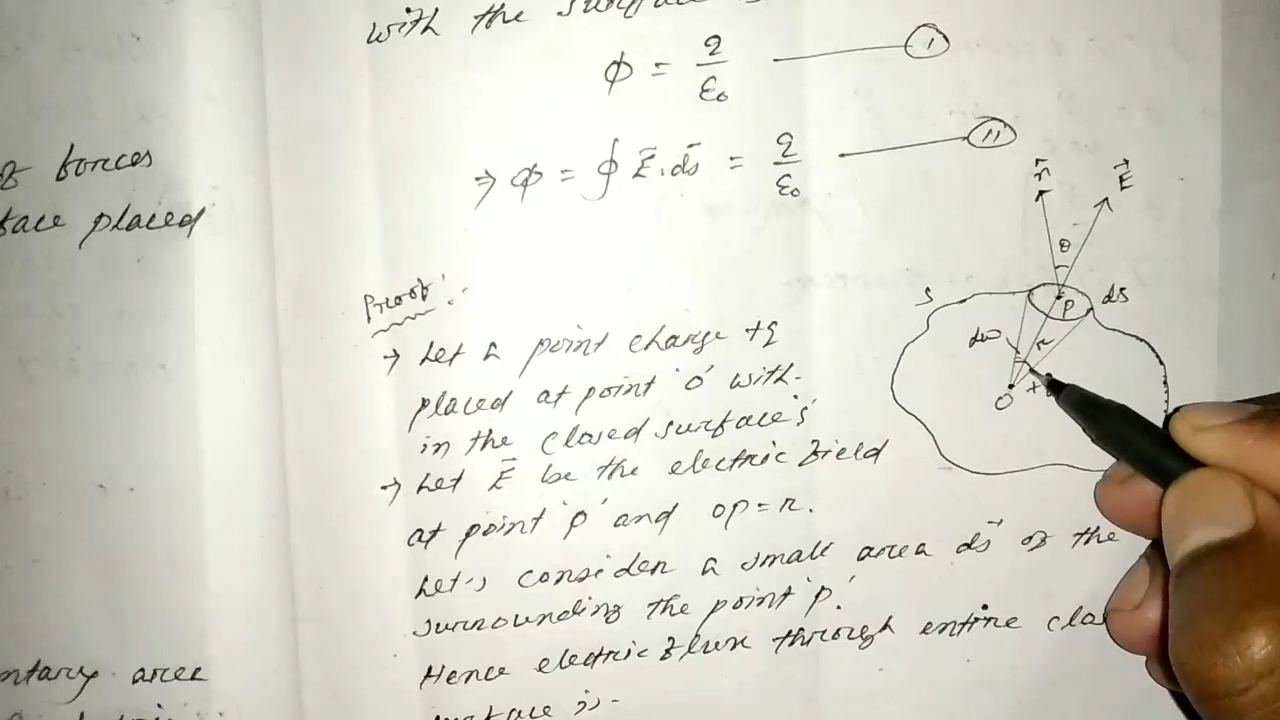 with the surface
φ = q/ε₀ ——— (I)
⇒ φ = ∮ E⃗.ds⃗ = q/ε₀ ——— (II)
of forces
face placed
Proof:-
→ Let a point charge +q
placed at point 'O' with-
in the closed surface 's'
→ Let E⃗ be the electric field
at point 'p' and op = r.
Let's consider a small area ds⃗ of the
surrounding the point 'p'.
Hence electric flux through entire clo
surface is-
ntary area
n⃗
E⃗
θ
S
P
ds
dω
r
O
+